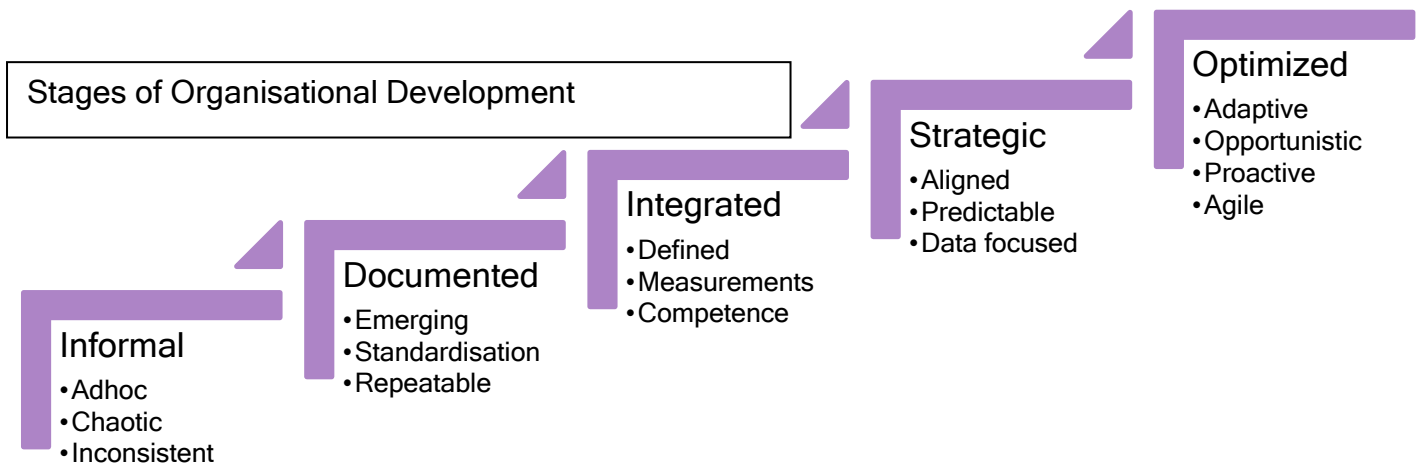 Stages of Organisational Development
Informal
•Adhoc
•Chaotic
•Inconsistent
Documented
•Emerging
•Standardisation
•Repeatable
Integrated
•Defined
•Measurements
•Competence
Strategic
•Aligned
•Predictable
•Data focused
Optimized
•Adaptive
•Opportunistic
•Proactive
•Agile